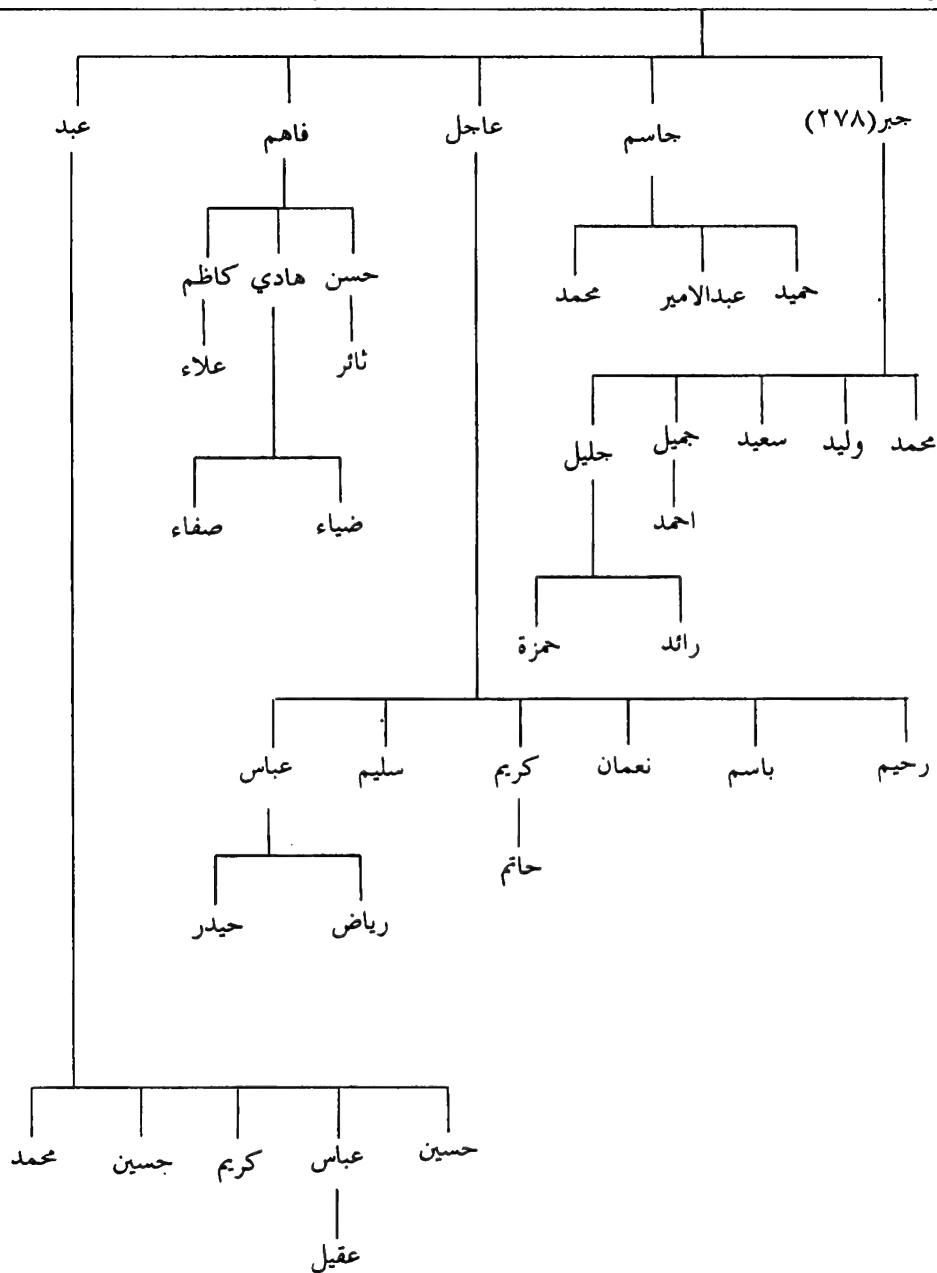 جبر(٢٧٨) جاسم عاجل فاهم عبد
حميد عبدالامير محمد
حسن هادي كاظم
ثائر علاء
محمد وليد سعيد جميل جليل
ضياء صفاء
احمد
رائد حمزة
رحيم باسم نعمان كريم سليم عباس
حاتم
رياض حيدر
حسين عباس كريم جسين محمد
عقيل